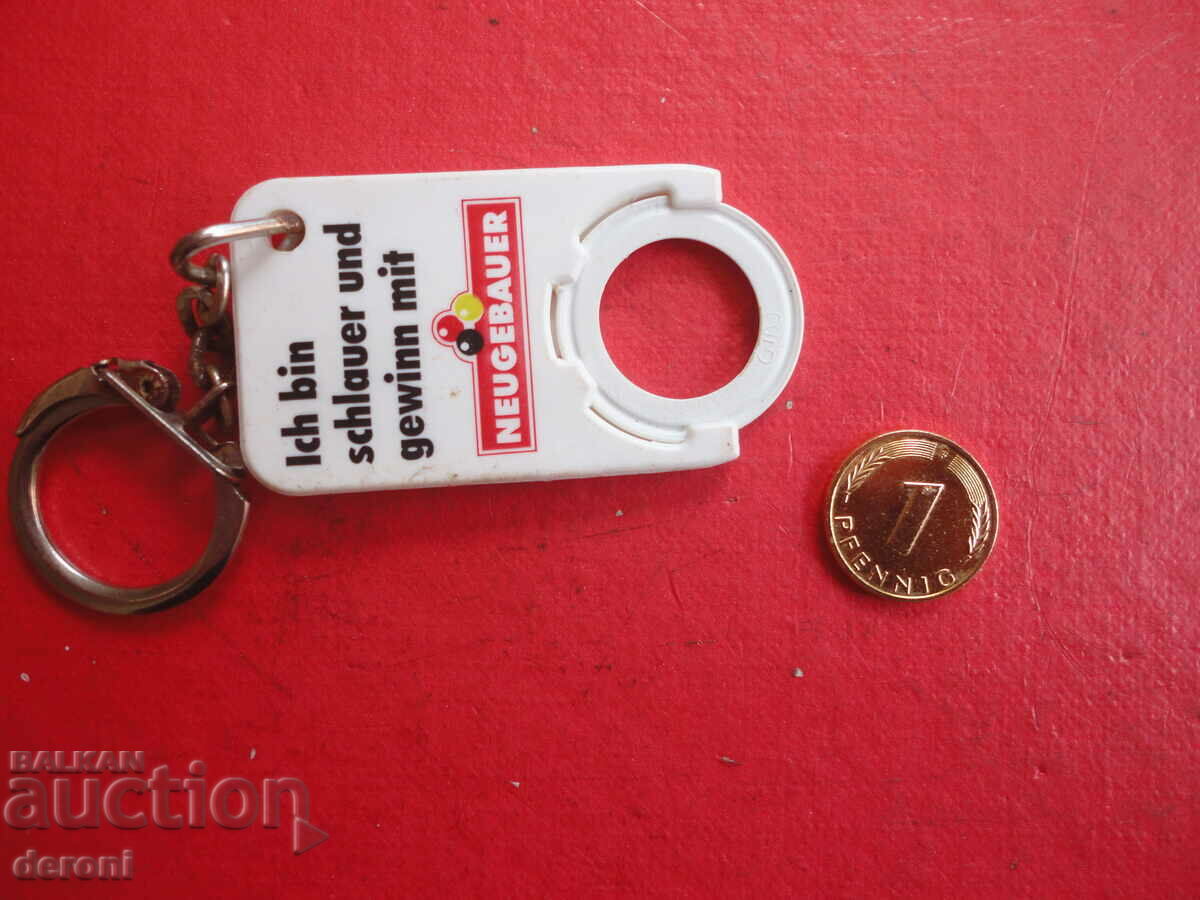 Ich bin
schlauer und
gewinn mit
NEUGEBAUER
1
PFENNIG
BALKAN
auction
deroni